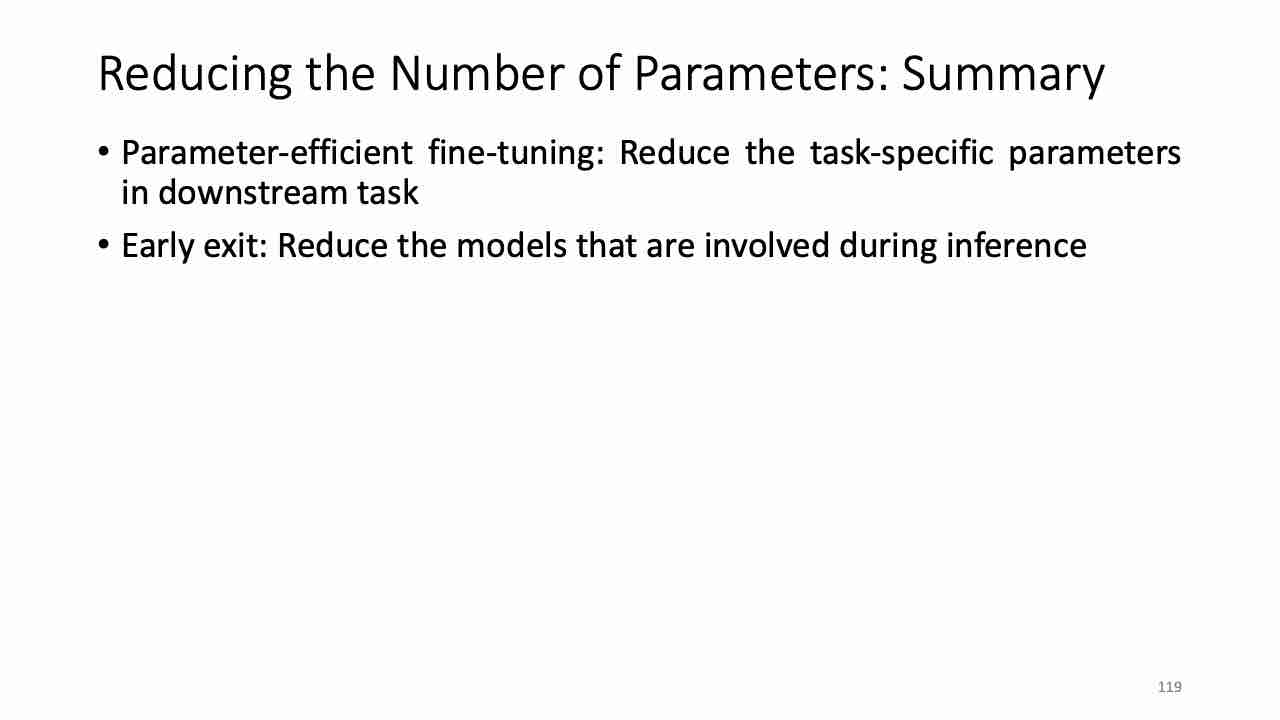 Reducing the Number of Parameters: Summary
• Parameter-efficient fine-tuning: Reduce the task-specific parameters
in downstream task
• Early exit: Reduce the models that are involved during inference
119